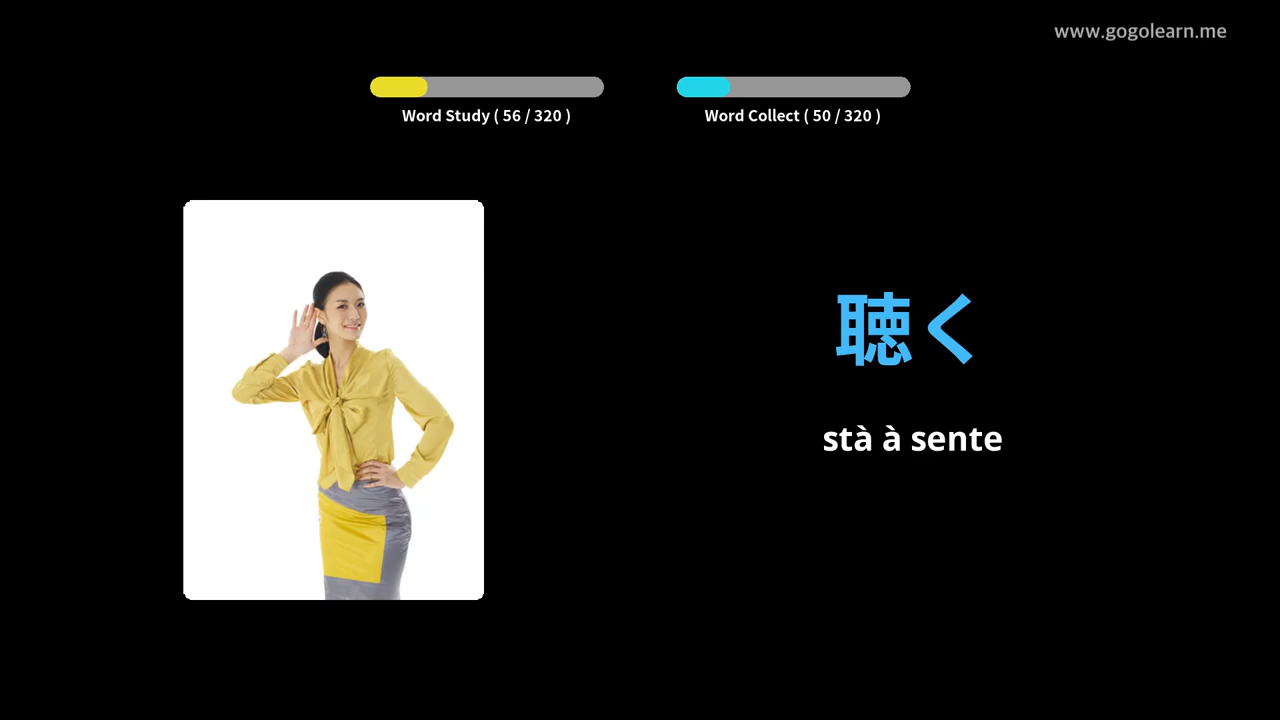 www.gogolearn.me
Word Study ( 56 / 320 )
Word Collect ( 50 / 320 )
聴く
stà à sente